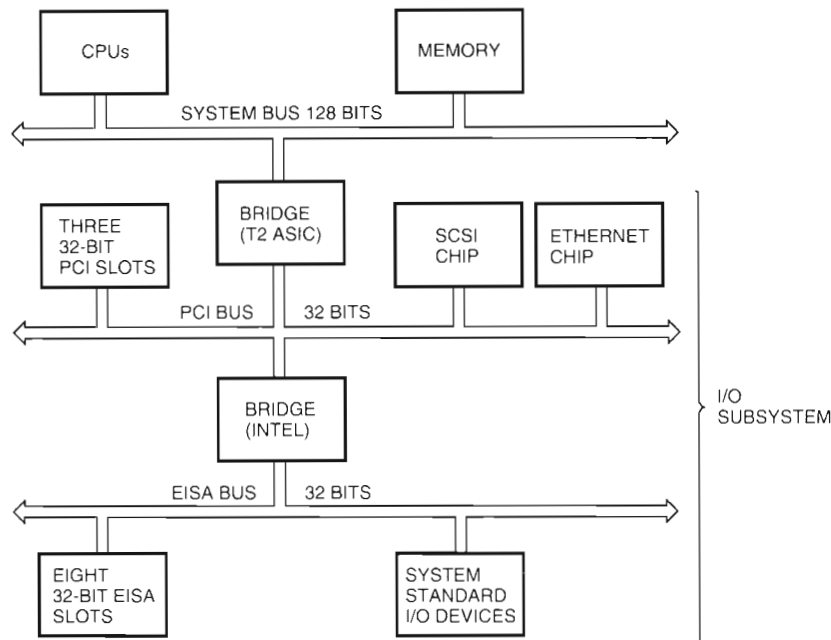 CPUs
MEMORY
SYSTEM BUS 128 BITS
THREE
32-BIT
PCI SLOTS
BRIDGE
(T2 ASIC)
SCSI
CHIP
ETHERNET
CHIP
PCI BUS
32 BITS
BRIDGE
(INTEL)
I/O
SUBSYSTEM
EISA BUS
32 BITS
EIGHT
32-BIT EISA
SLOTS
SYSTEM
STANDARD
I/O DEVICES